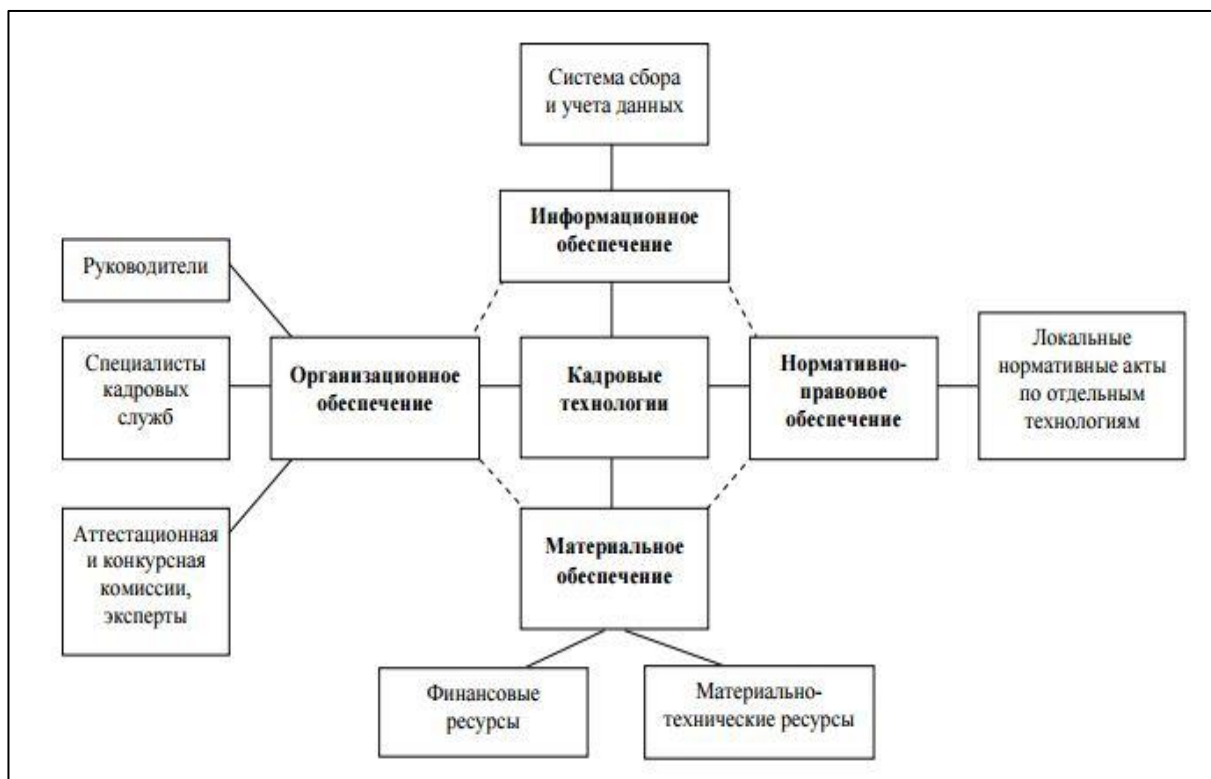 Система сбора
и учета данных
Информационное
обеспечение
Руководители
Специалисты
кадровых
служб
Организационное
обеспечение
Кадровые
технологии
Нормативно-
правовое
обеспечение
Локальные
нормативные акты
по отдельным
технологиям
Аттестационная
и конкурсная
комиссии,
эксперты
Материальное
обеспечение
Финансовые
ресурсы
Материально-
технические ресурсы